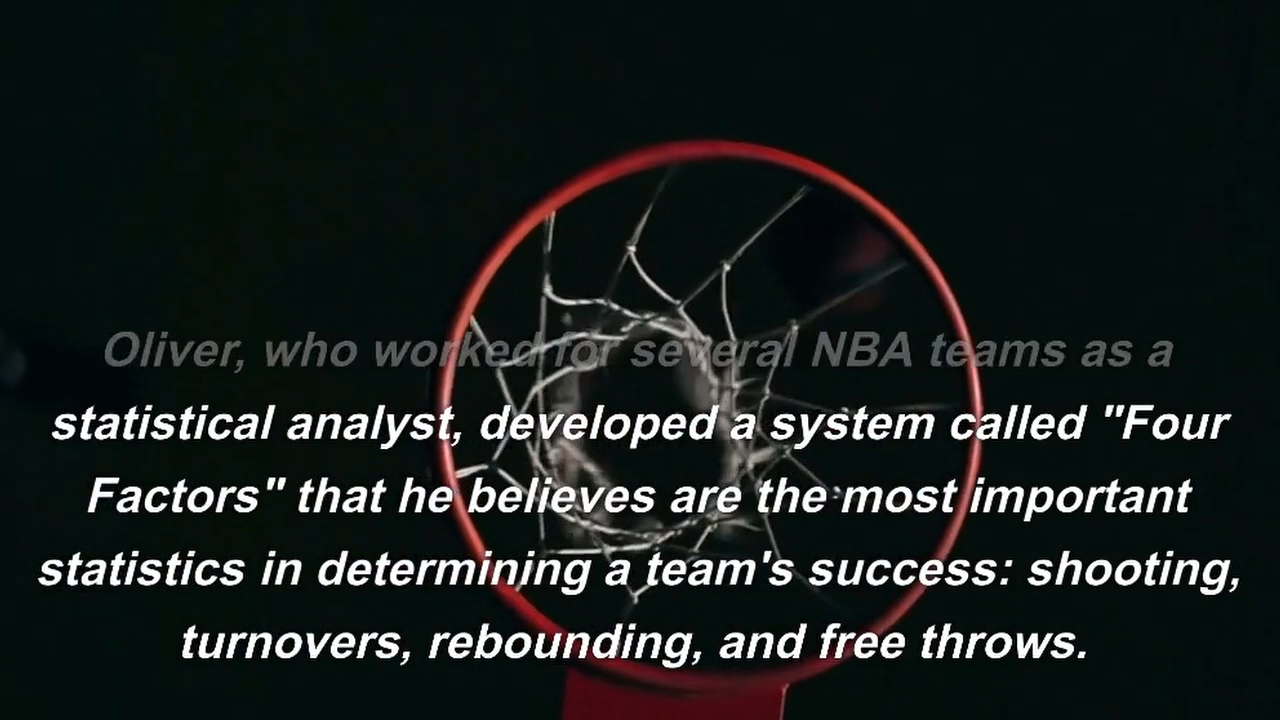 Oliver, who worked for several NBA teams as a
statistical analyst, developed a system called "Four
Factors" that he believes are the most important
statistics in determining a team's success: shooting,
turnovers, rebounding, and free throws.